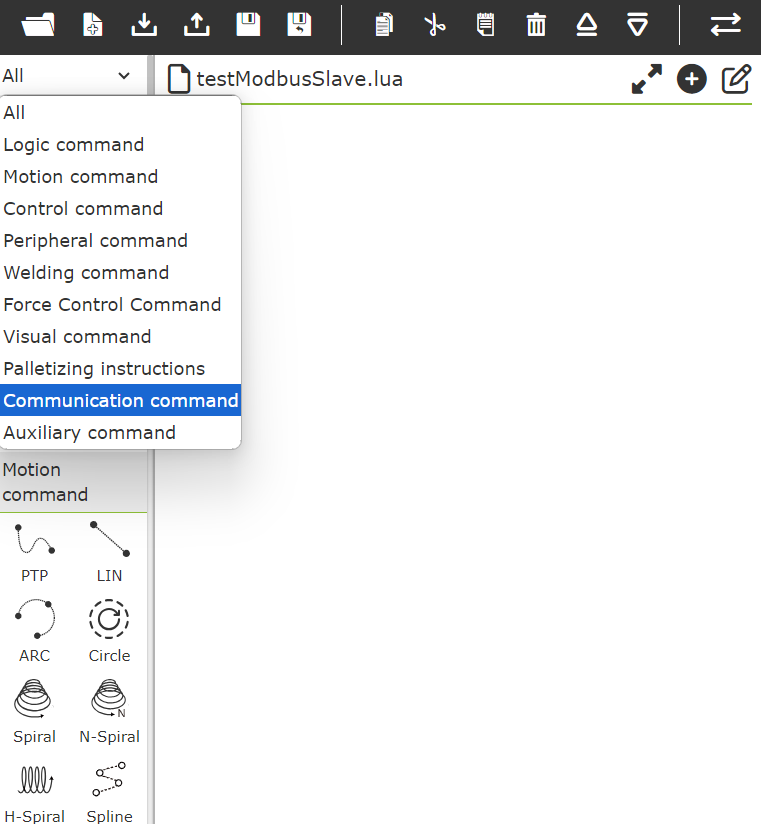 All
testModbusSlave.lua
All
Logic command
Motion command
Control command
Peripheral command
Welding command
Force Control Command
Visual command
Palletizing instructions
Communication command
Auxiliary command
Motion
command
PTP
LIN
ARC
Circle
N
Spiral
N-Spiral
H-Spiral
Spline